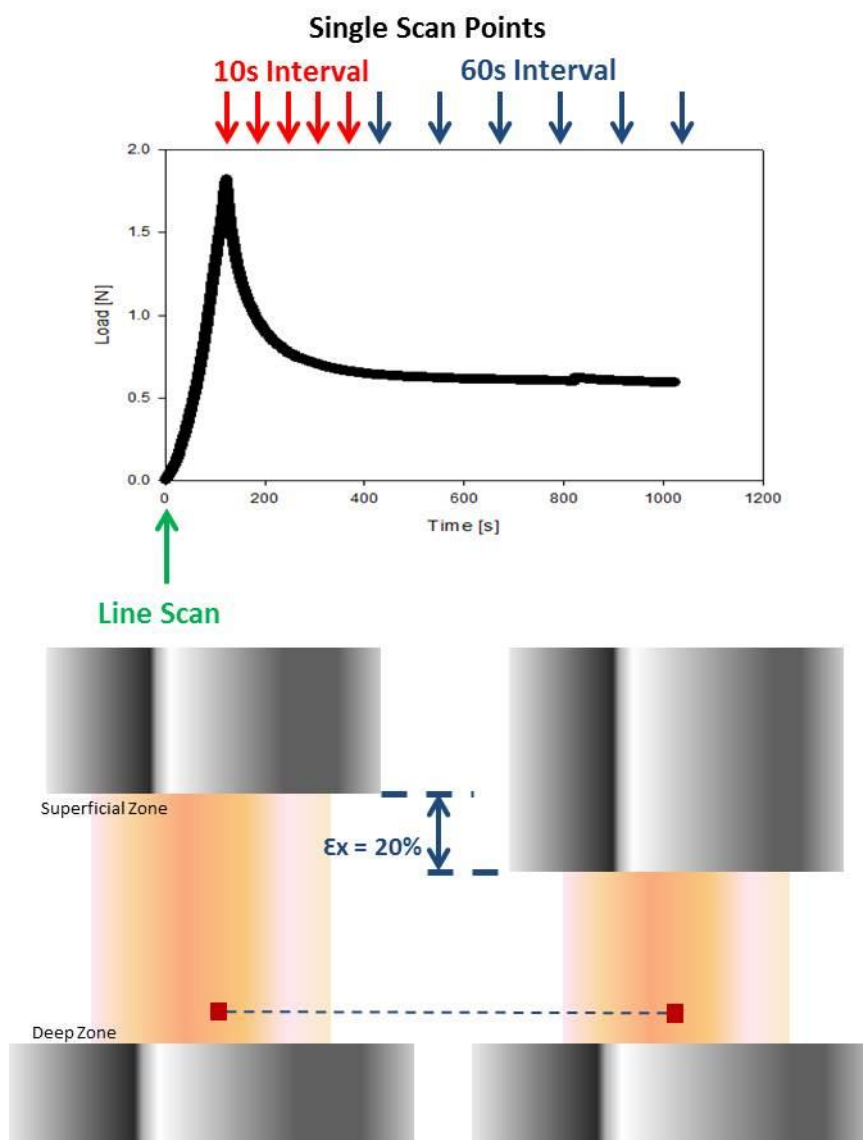 Single Scan Points
10s Interval
60s Interval
2.0
1.5
1.0
0.5
0.0
Load [N]
0
200
400
600
800
1000
1200
Time [s]
Line Scan
Superficial Zone
Ɛx = 20%
Deep Zone